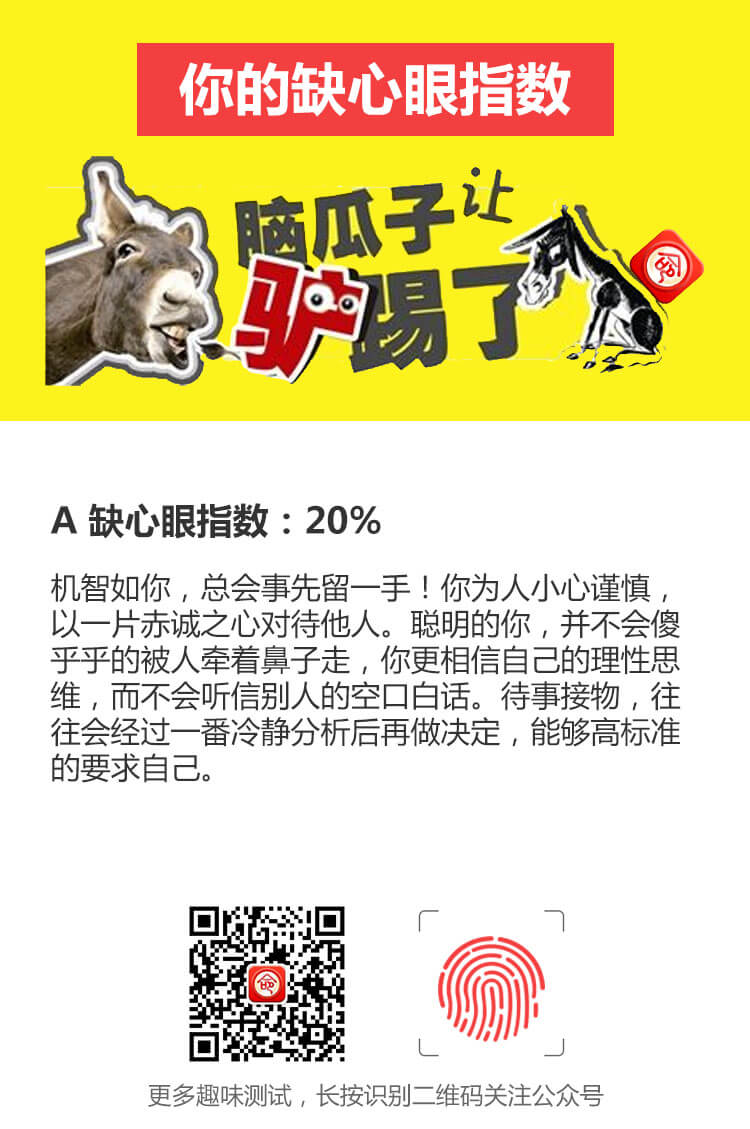 你的缺心眼指数
脑瓜子让
驴踢了
A 缺心眼指数：20%
机智如你，总会事先留一手！你为人小心谨慎，
以一片赤诚之心对待他人。聪明的你，并不会傻
乎乎的被人牵着鼻子走，你更相信自己的理性思
维，而不会听信别人的空口白话。待事接物，往
往会经过一番冷静分析后再做决定，能够高标准
的要求自己。
更多趣味测试，长按识别二维码关注公众号